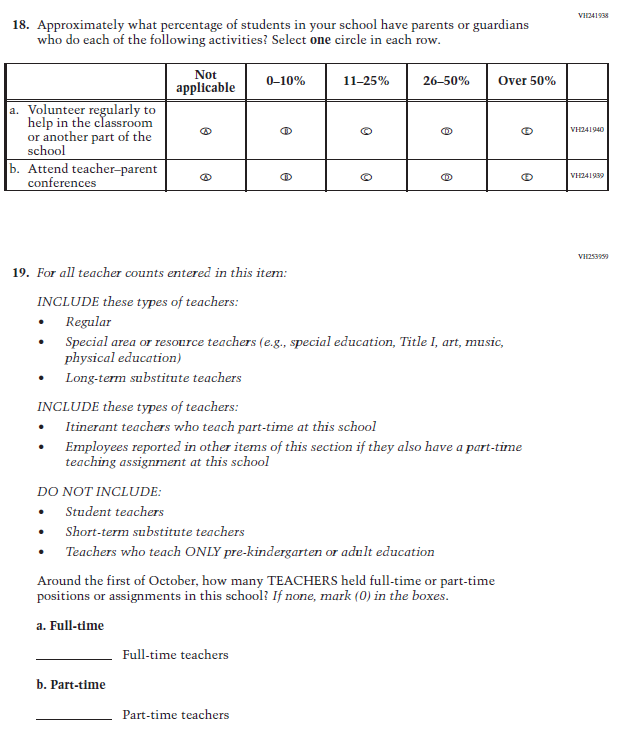 VH241938
18. Approximately what percentage of students in your school have parents or guardians
who do each of the following activities? Select one circle in each row.
Not applicable 0–10% 11–25% 26–50% Over 50%
a. Volunteer regularly to
help in the classroom
or another part of the
school
A B C D E VH241940
b. Attend teacher–parent
conferences
A B C D E VH241939
VH253959
19. For all teacher counts entered in this item:
INCLUDE these types of teachers:
• Regular
• Special area or resource teachers (e.g., special education, Title I, art, music,
physical education)
• Long-term substitute teachers
INCLUDE these types of teachers:
• Itinerant teachers who teach part-time at this school
• Employees reported in other items of this section if they also have a part-time
teaching assignment at this school
DO NOT INCLUDE:
• Student teachers
• Short-term substitute teachers
• Teachers who teach ONLY pre-kindergarten or adult education
Around the first of October, how many TEACHERS held full-time or part-time
positions or assignments in this school? If none, mark (0) in the boxes.
a. Full-time
Full-time teachers
b. Part-time
Part-time teachers